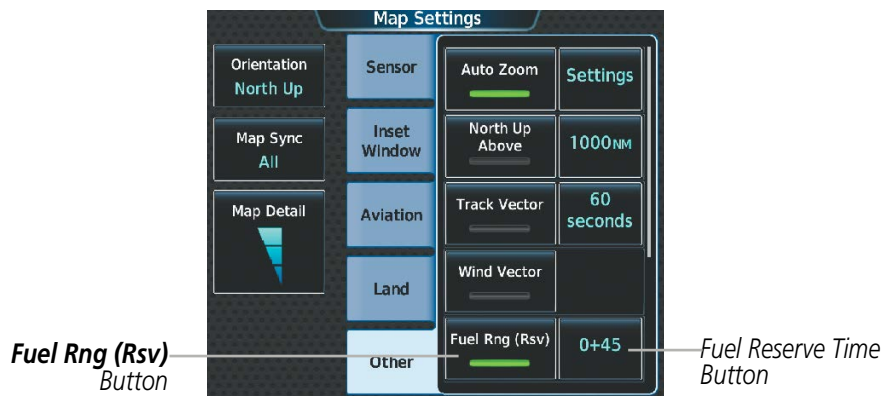 Map Settings
Orientation
North Up
Map Sync
All
Map Detail
Sensor
Inset
Window
Aviation
Land
Other
Auto Zoom
Settings
North Up
Above
1000NM
Track Vector
60
seconds
Wind Vector
Fuel Rng (Rsv)
0+45
Fuel Rng (Rsv)
Button
Fuel Reserve Time
Button